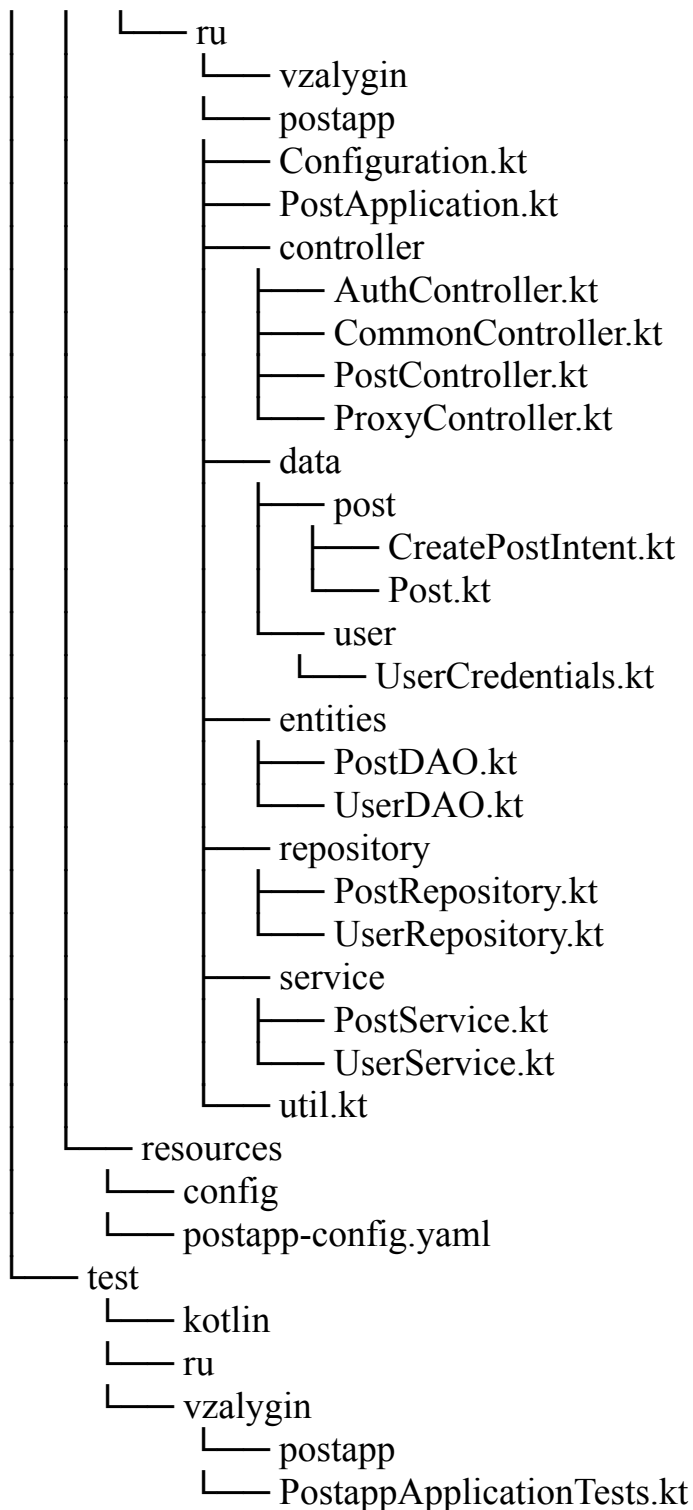 ru
vzalygin
postapp
Configuration.kt
PostApplication.kt
controller
AuthController.kt
CommonController.kt
PostController.kt
ProxyController.kt
data
post
CreatePostIntent.kt
Post.kt
user
UserCredentials.kt
entities
PostDAO.kt
UserDAO.kt
repository
PostRepository.kt
UserRepository.kt
service
PostService.kt
UserService.kt
util.kt
resources
config
postapp-config.yaml
test
kotlin
ru
vzalygin
postapp
PostappApplicationTests.kt